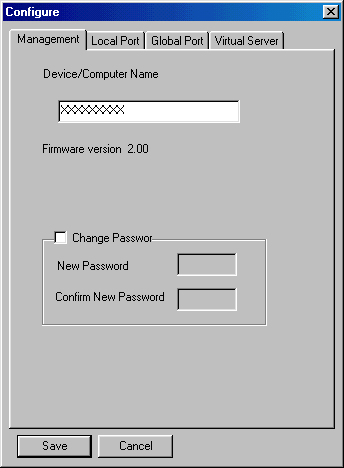 Configure
Management Local Port Global Port Virtual Server
Device/Computer Name
XXXXXXXX
Firmware version 2.00
Change Passwor
New Password
Confirm New Password
Save Cancel